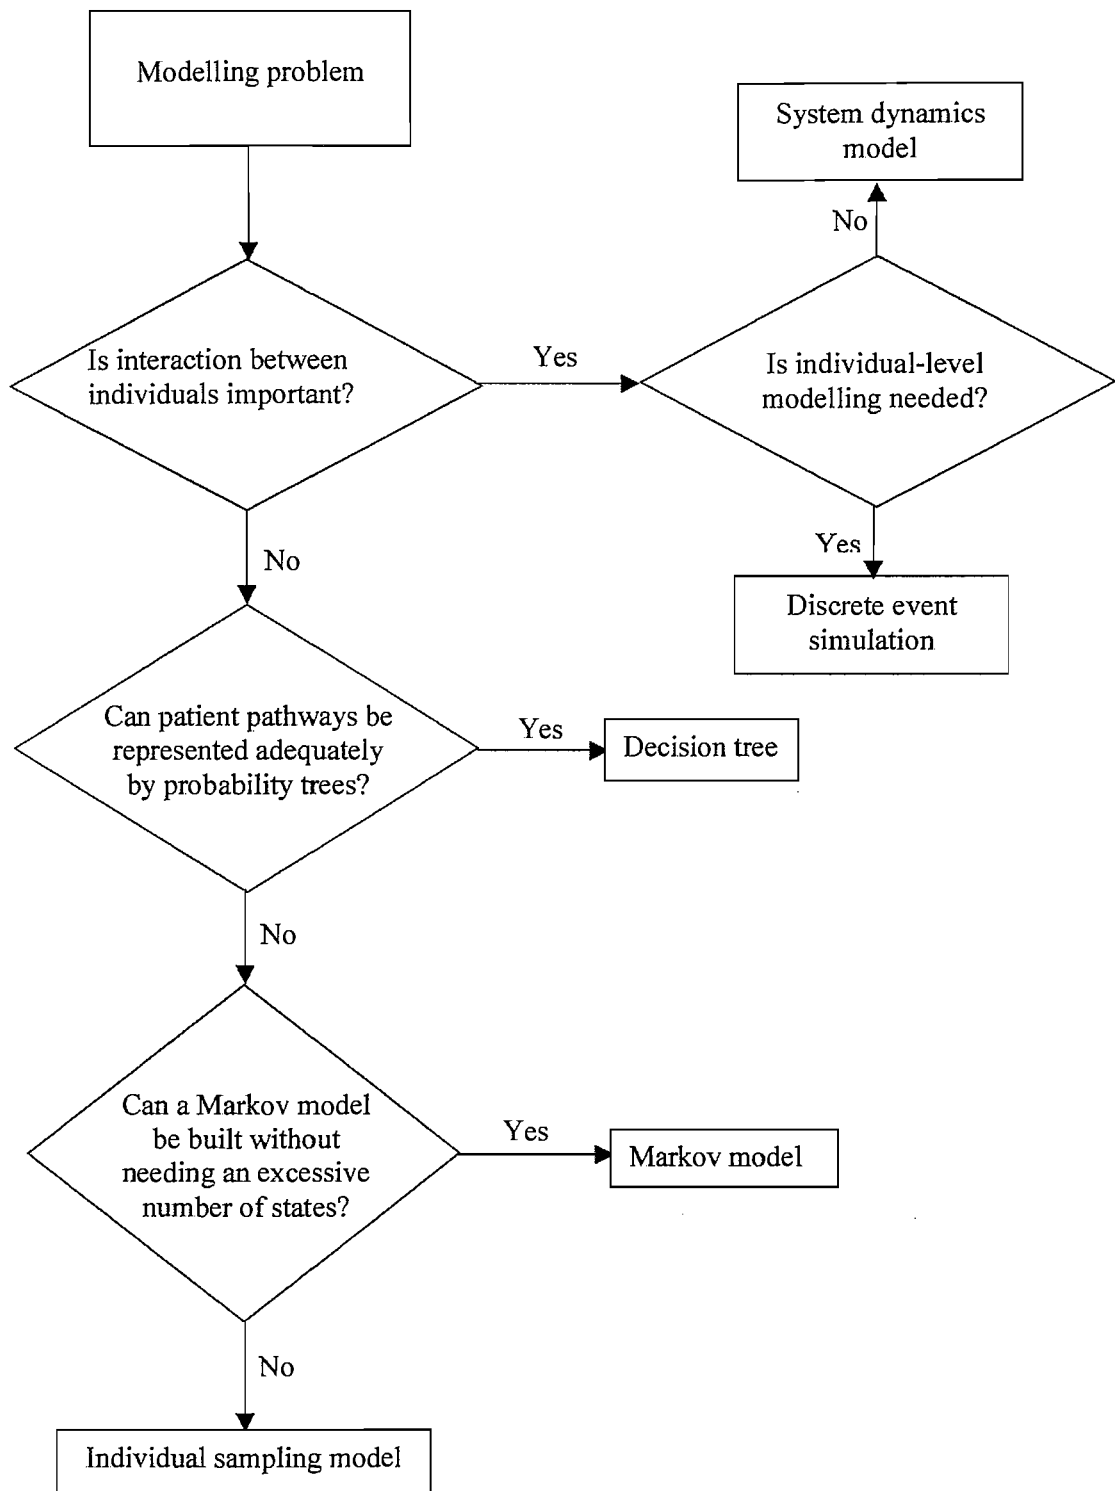 Modelling problem
System dynamics
model
No
Is interaction between
individuals important?
Yes
Is individual-level
modelling needed?
Yes
Discrete event
simulation
No
Can patient pathways be
represented adequately
by probability trees?
Yes
Decision tree
No
Can a Markov model
be built without
needing an excessive
number of states?
Yes
Markov model
No
Individual sampling model